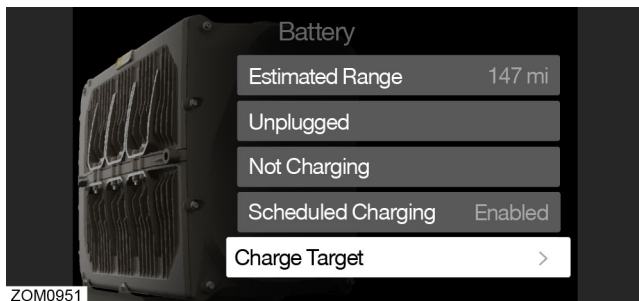 Battery
Estimated Range 147 mi
Unplugged
Not Charging
Scheduled Charging Enabled
Charge Target >
ZOM0951